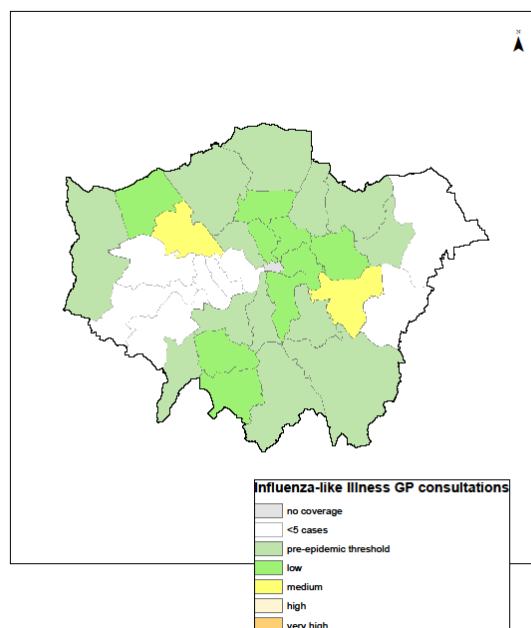 N
Influenza-like Illness GP consultations
no coverage
<5 cases
pre-epidemic threshold
low
medium
high
very high